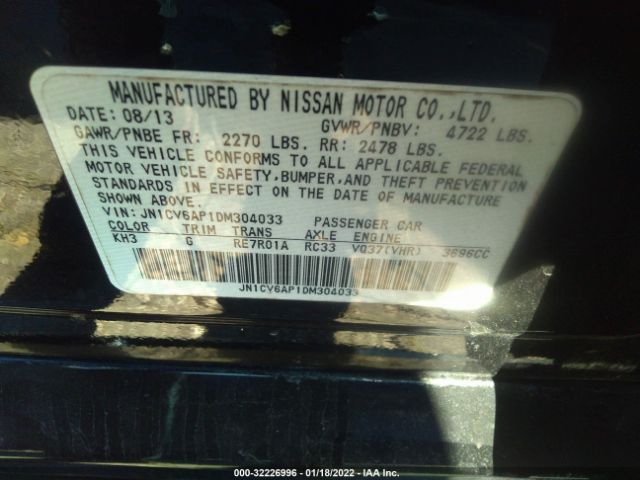 MANUFACTURED BY NISSAN MOTOR CO.,LTD.
DATE: 08/13 GVWR/PNBV: 4722 LBS.
GAWR/PNBE FR: 2270 LBS. RR: 2478 LBS.
THIS VEHICLE CONFORMS TO ALL APPLICABLE FEDERAL
MOTOR VEHICLE SAFETY, BUMPER, AND THEFT PREVENTION
STANDARDS IN EFFECT ON THE DATE OF MANUFACTURE
SHOWN ABOVE.
VIN: JN1CV6AP1DM304033 PASSENGER CAR
COLOR TRIM TRANS AXLE ENGINE
KH3 G RE7R01A RC33 VQ37(VHR) 3696CC
JN1CV6AP1DM304033
000-32226996 - 01/18/2022 - IAA Inc.